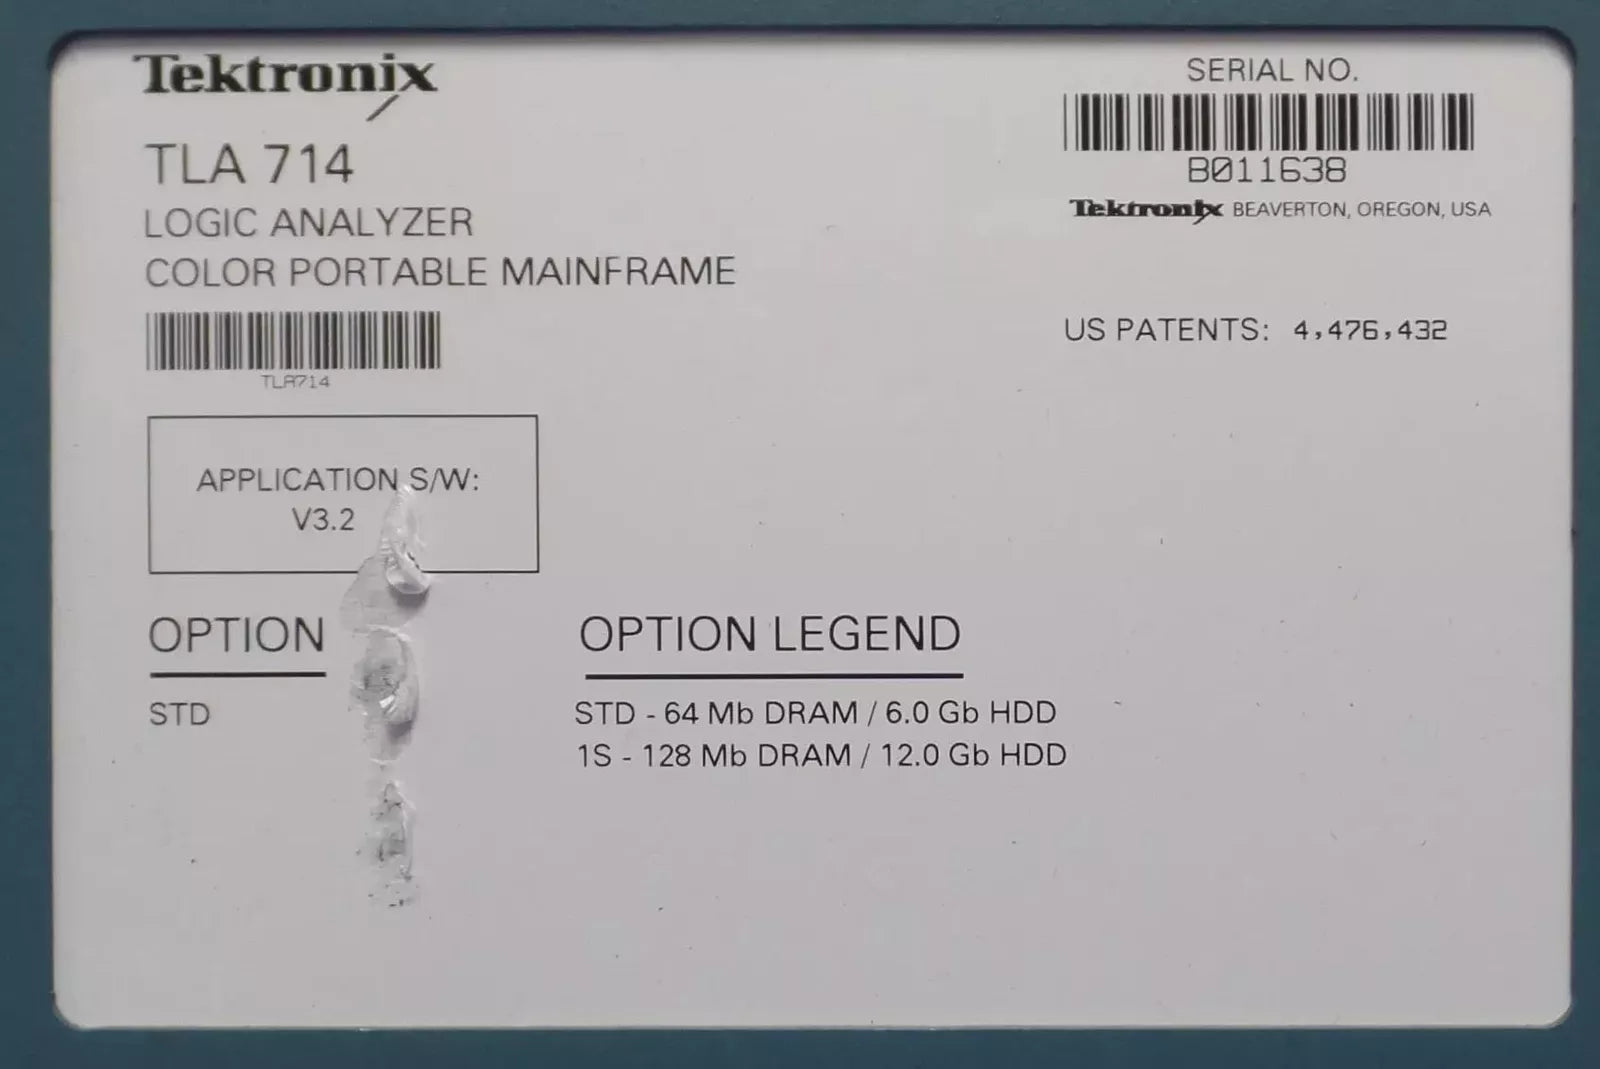 Tektronix
TLA 714
LOGIC ANALYZER
COLOR PORTABLE MAINFRAME
TLA714
SERIAL NO.
B011638
Tektronix BEAVERTON, OREGON, USA
US PATENTS: 4,476,432
APPLICATION S/W:
V3.2
OPTION
STD
OPTION LEGEND
STD - 64 Mb DRAM / 6.0 Gb HDD
1S - 128 Mb DRAM / 12.0 Gb HDD